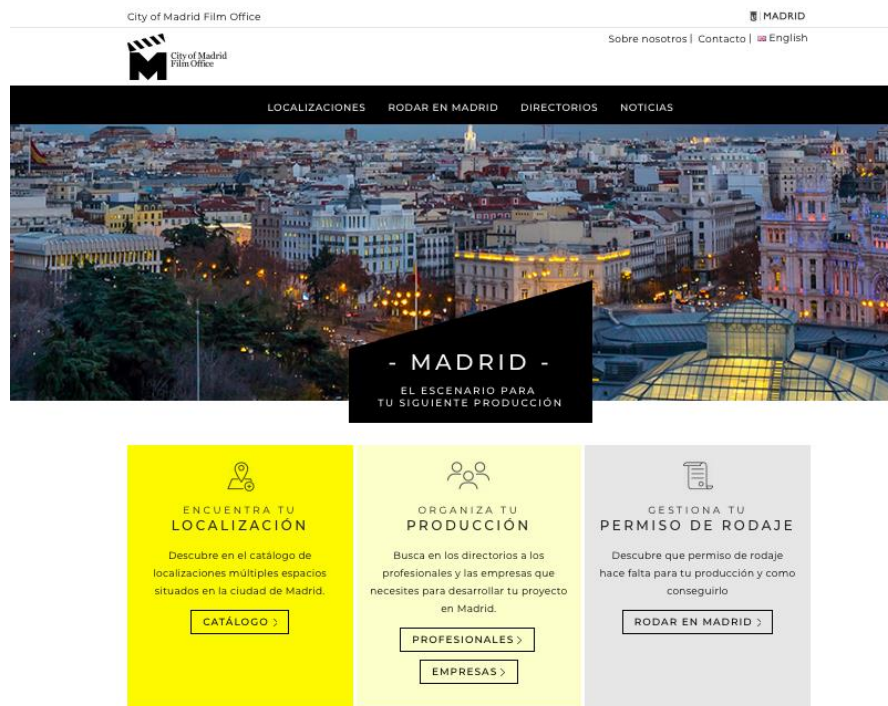 City of Madrid Film Office
MADRID
Sobre nosotros | Contacto | English
City of Madrid
Film Office
LOCALIZACIONES RODAR EN MADRID DIRECTORIOS NOTICIAS
- MADRID -
EL ESCENARIO PARA
TU SIGUIENTE PRODUCCIÓN
ENCUENTRA TU
LOCALIZACIÓN
Descubre en el catálogo de
localizaciones múltiples espacios
situados en la ciudad de Madrid.
CATÁLOGO >
ORGANIZA TU
PRODUCCIÓN
Busca en los directorios a los
profesionales y las empresas que
necesites para desarrollar tu proyecto
en Madrid.
PROFESIONALES >
EMPRESAS >
GESTIONA TU
PERMISO DE RODAJE
Descubre que permiso de rodaje
hace falta para tu producción y como
conseguirlo
RODAR EN MADRID >